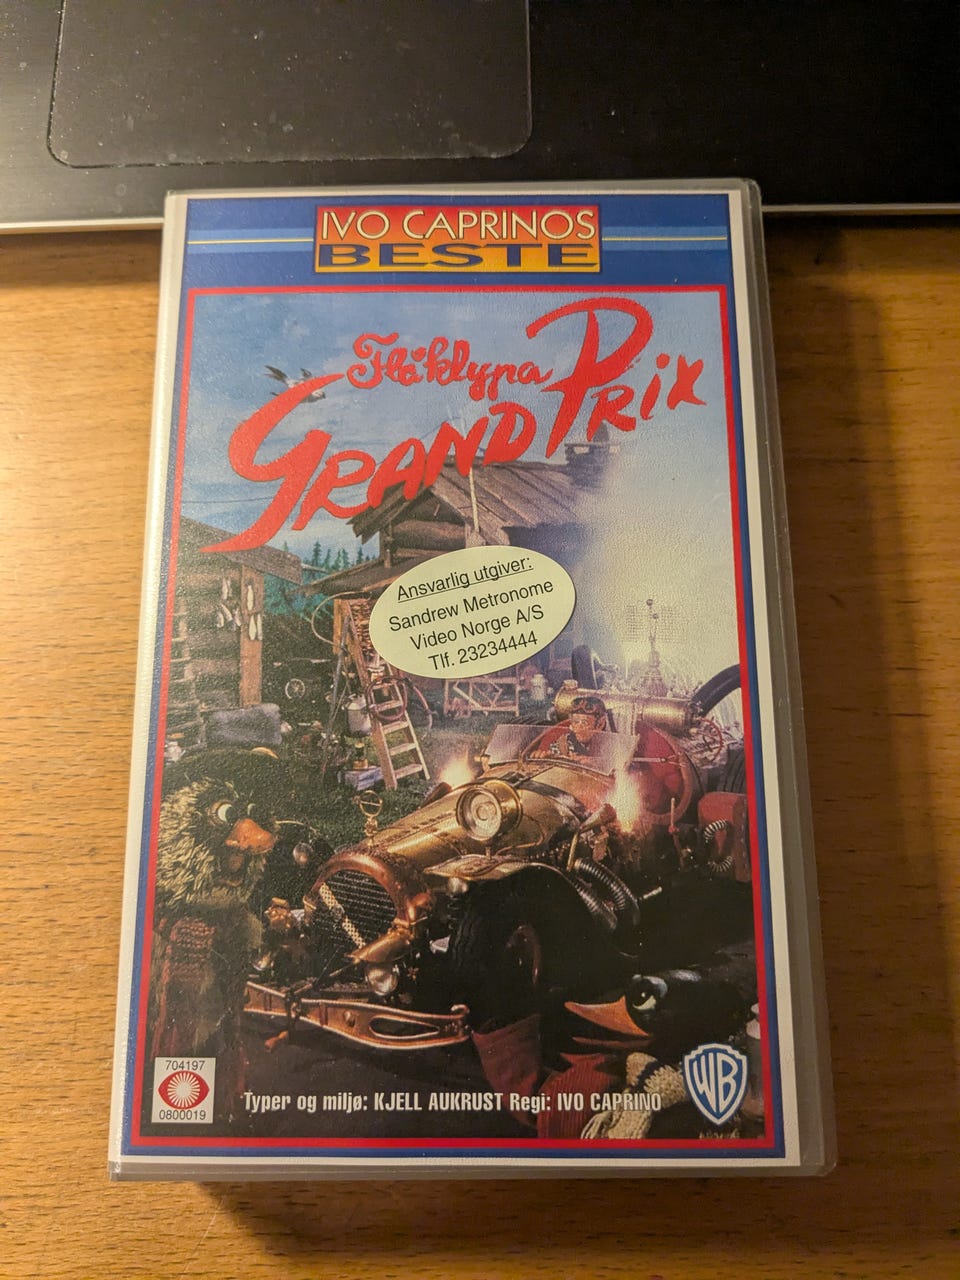 IVO CAPRINOS
BESTE
Flåklypa
GRAND PRIX
Ansvarlig utgiver:
Sandrew Metronome
Video Norge A/S
Tlf. 23234444
704197
0800019
Typer og miljø: KJELL AUKRUST Regi: IVO CAPRINO
WB